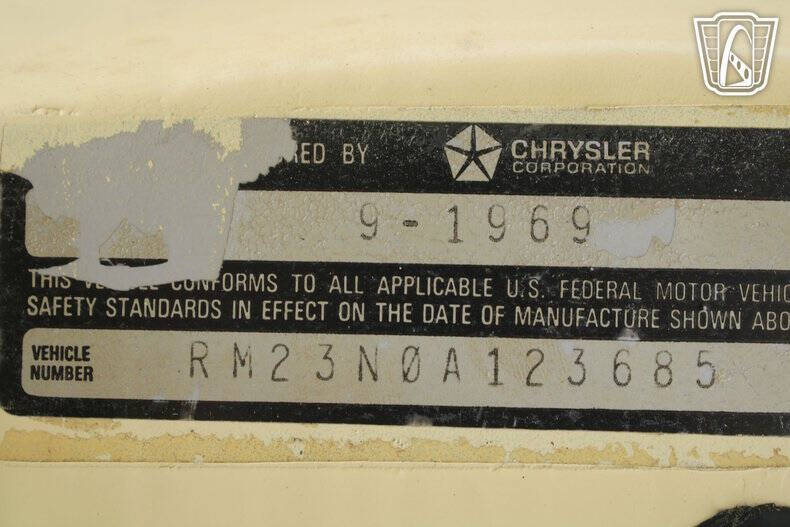 RED BY CHRYSLER
CORPORATION
9-1969
THIS VEHICLE CONFORMS TO ALL APPLICABLE U.S. FEDERAL MOTOR VEHIC
SAFETY STANDARDS IN EFFECT ON THE DATE OF MANUFACTURE SHOWN ABO
VEHICLE
NUMBER
RM23N0A123685